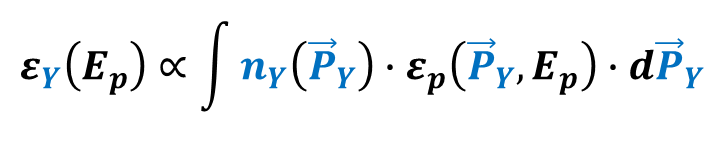 ε_Y(E_p) ∝ ∫ n_Y(P⃗_Y) · ε_p(P⃗_Y, E_p) · dP⃗_Y